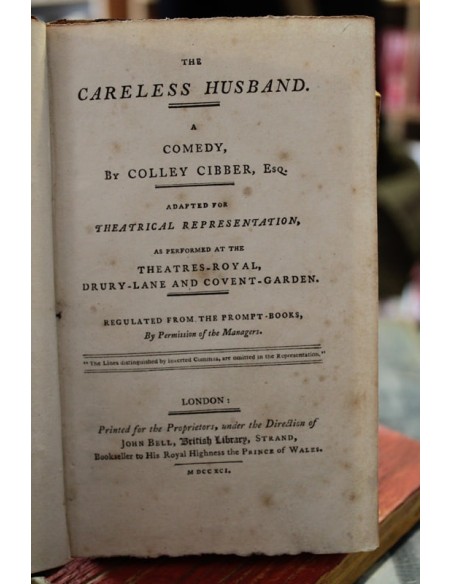 THE
CARELESS HUSBAND.
A
COMEDY,
BY COLLEY CIBBER, ESQ.
ADAPTED FOR
THEATRICAL REPRESENTATION,
AS PERFORMED AT THE
THEATRES-ROYAL,
DRURY-LANE AND COVENT-GARDEN.
REGULATED FROM THE PROMPT-BOOKS,
By Permission of the Managers.
"The Lines distinguished by inverted Commas, are omitted in the Representation."
LONDON:
Printed for the Proprietors, under the Direction of
JOHN BELL, British Library, STRAND,
Bookseller to His Royal Highness the PRINCE OF WALES.
M DCC XCI.